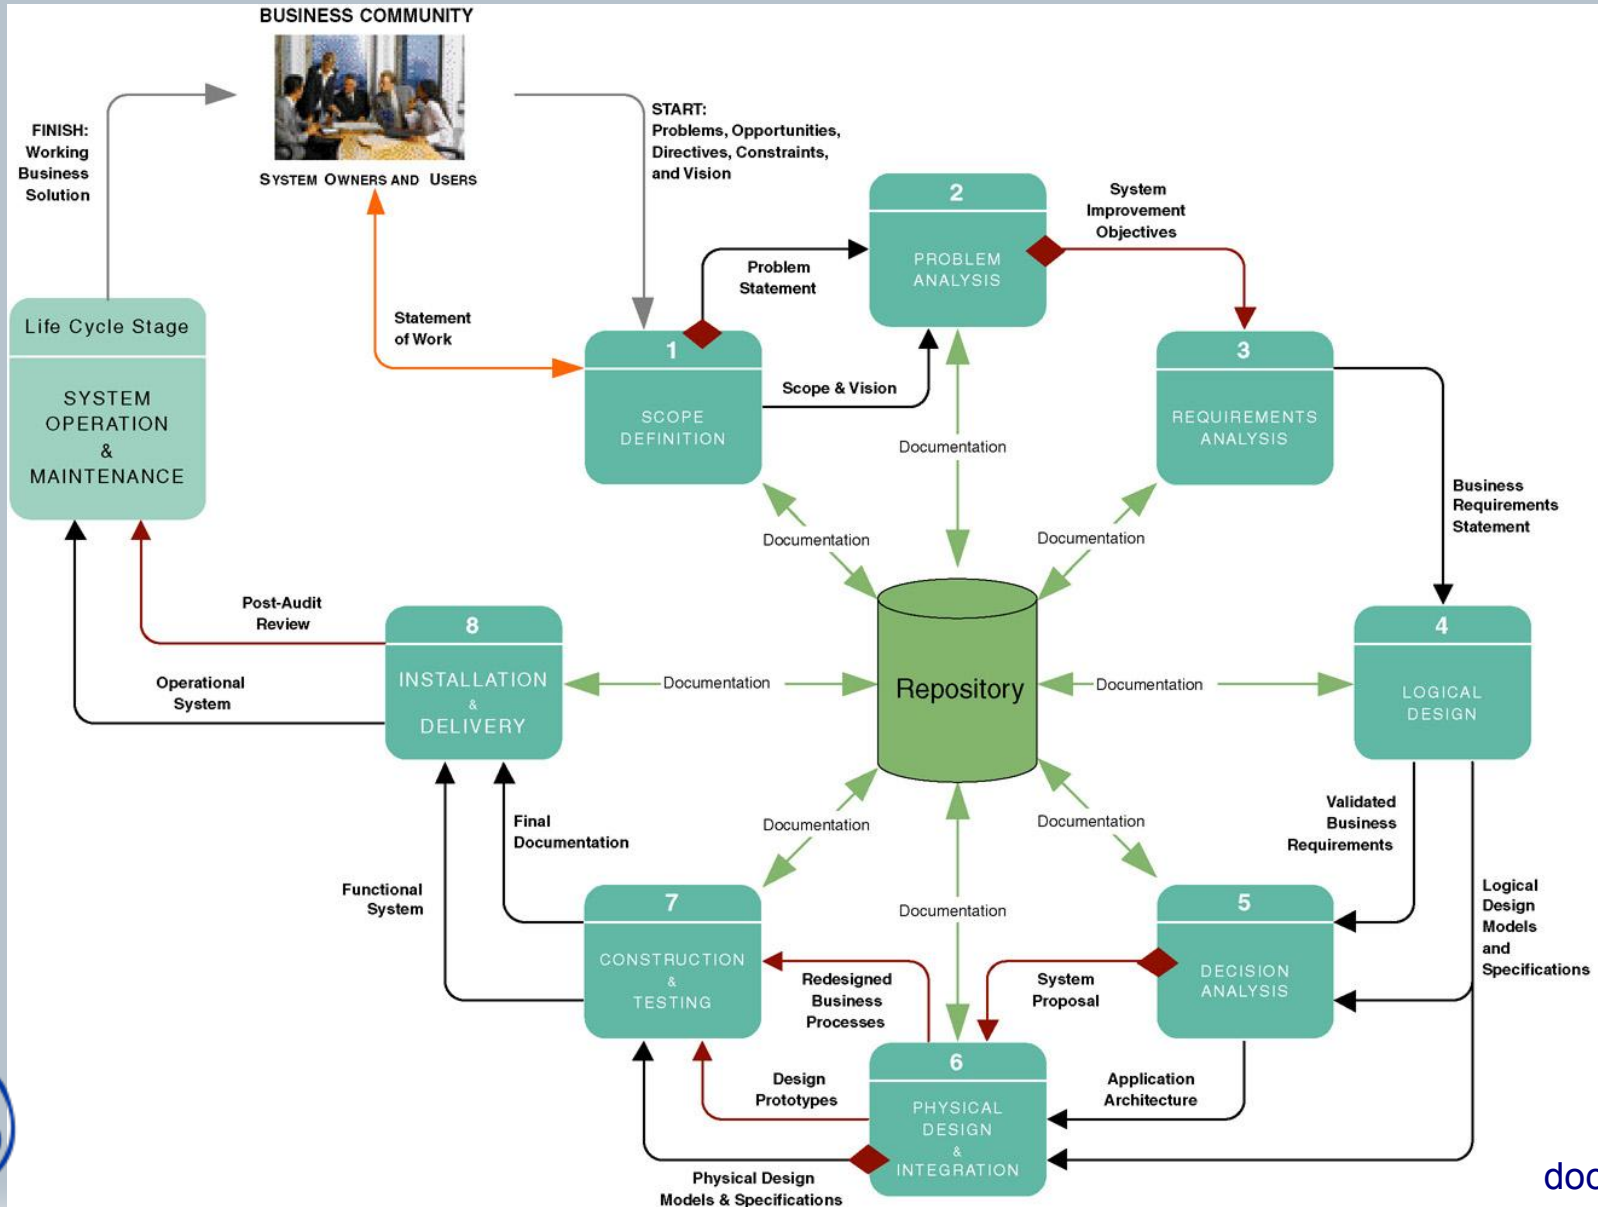 BUSINESS COMMUNITY
SYSTEM OWNERS AND USERS
FINISH:
Working
Business
Solution
START:
Problems, Opportunities,
Directives, Constraints,
and Vision
Life Cycle Stage
SYSTEM
OPERATION
&
MAINTENANCE
Statement
of Work
1
SCOPE
DEFINITION
Problem
Statement
Scope & Vision
2
PROBLEM
ANALYSIS
System
Improvement
Objectives
3
REQUIREMENTS
ANALYSIS
Business
Requirements
Statement
Documentation
Documentation
Documentation
Repository
Documentation
Documentation
Documentation
Documentation
Documentation
4
LOGICAL
DESIGN
Validated
Business
Requirements
Logical
Design
Models
and
Specifications
5
DECISION
ANALYSIS
System
Proposal
Application
Architecture
6
PHYSICAL
DESIGN
&
INTEGRATION
Redesigned
Business
Processes
Design
Prototypes
Physical Design
Models & Specifications
7
CONSTRUCTION
&
TESTING
Final
Documentation
Functional
System
8
INSTALLATION
&
DELIVERY
Post-Audit
Review
Operational
System
doc